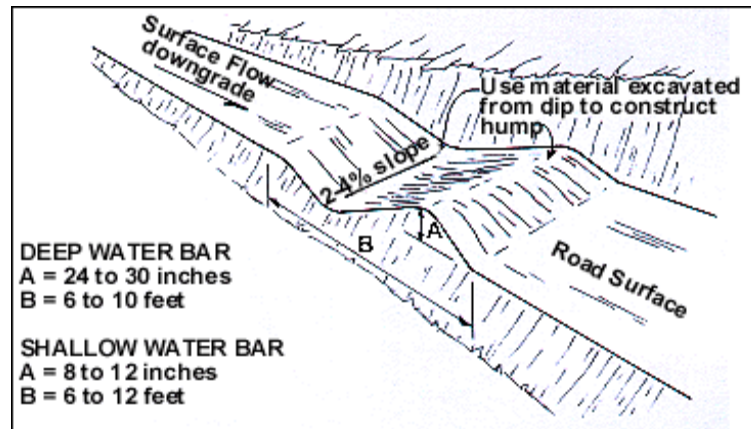 Surface Flow
downgrade
Use material excavated
from dip to construct
hump
2-4% slope
A
B
Road Surface
DEEP WATER BAR
A = 24 to 30 inches
B = 6 to 10 feet
SHALLOW WATER BAR
A = 8 to 12 inches
B = 6 to 12 feet